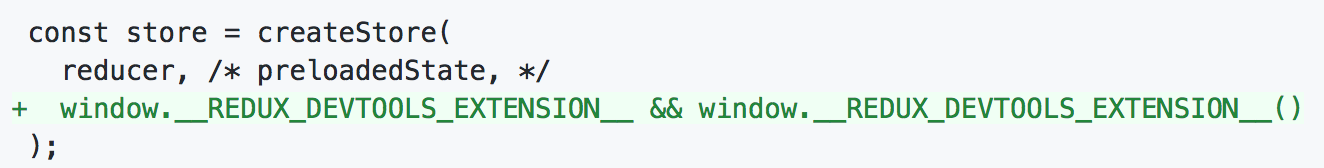 const store = createStore(
reducer, /* preloadedState, */
+ window.__REDUX_DEVTOOLS_EXTENSION__ && window.__REDUX_DEVTOOLS_EXTENSION__()
);